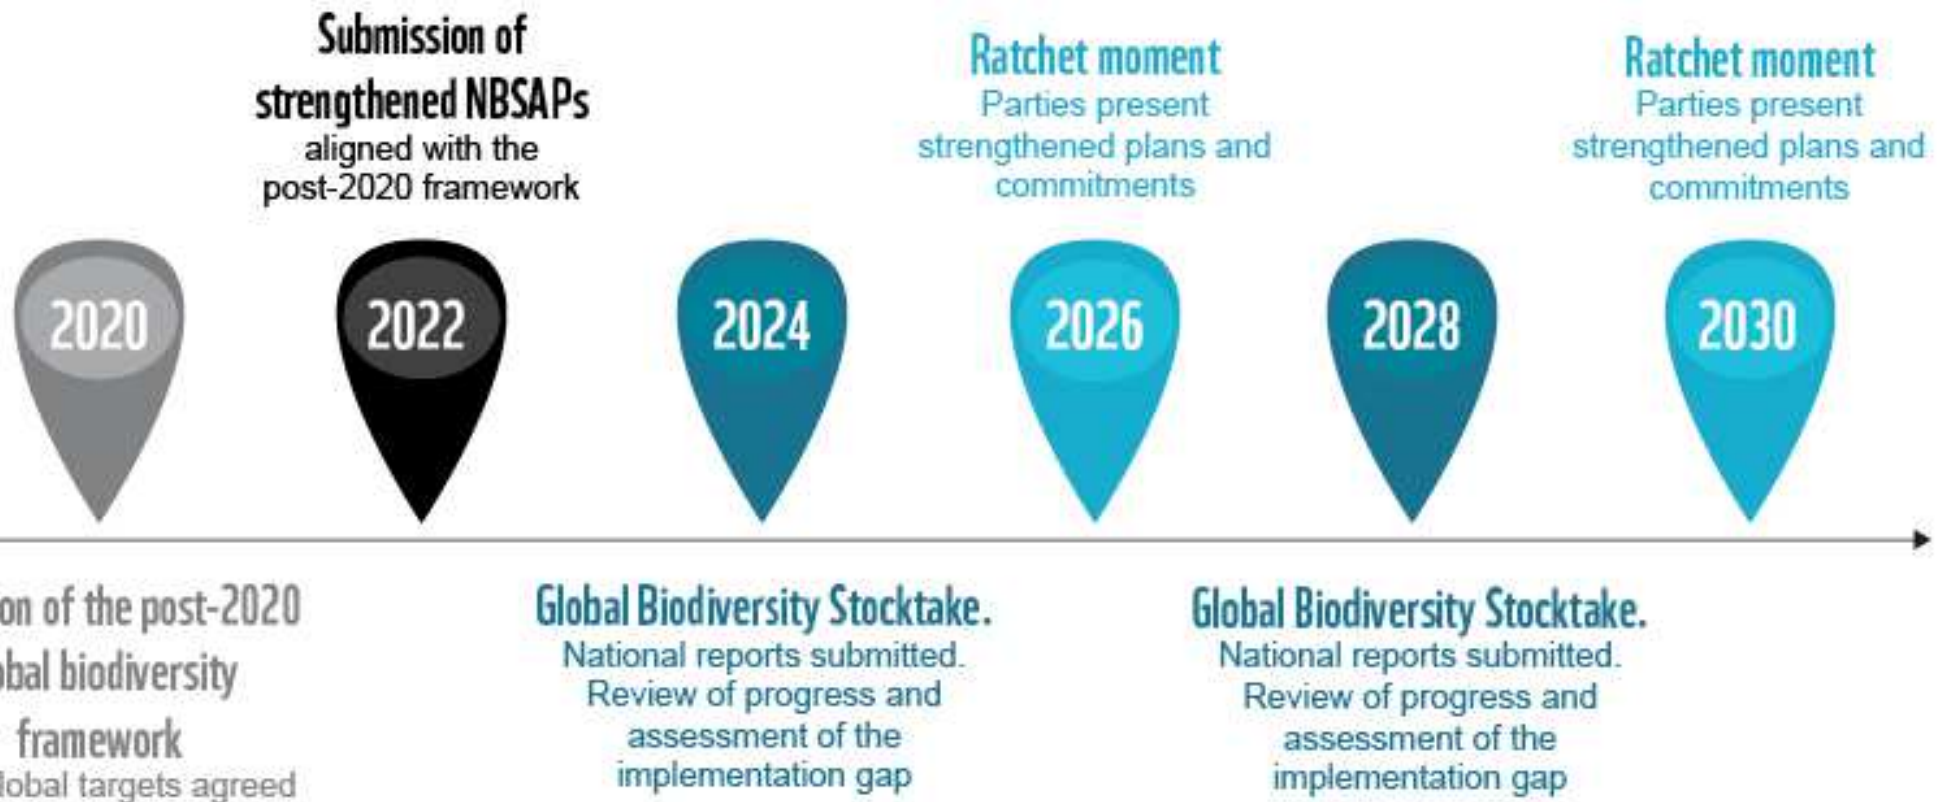 Submission of
strengthened NBSAPs
aligned with the
post-2020 framework
Ratchet moment
Parties present
strengthened plans and
commitments
Ratchet moment
Parties present
strengthened plans and
commitments
2020
2022
2024
2026
2028
2030
of the post-2020
biodiversity
framework
targets agreed
Global Biodiversity Stocktake.
National reports submitted.
Review of progress and
assessment of the
implementation gap
Global Biodiversity Stocktake.
National reports submitted.
Review of progress and
assessment of the
implementation gap